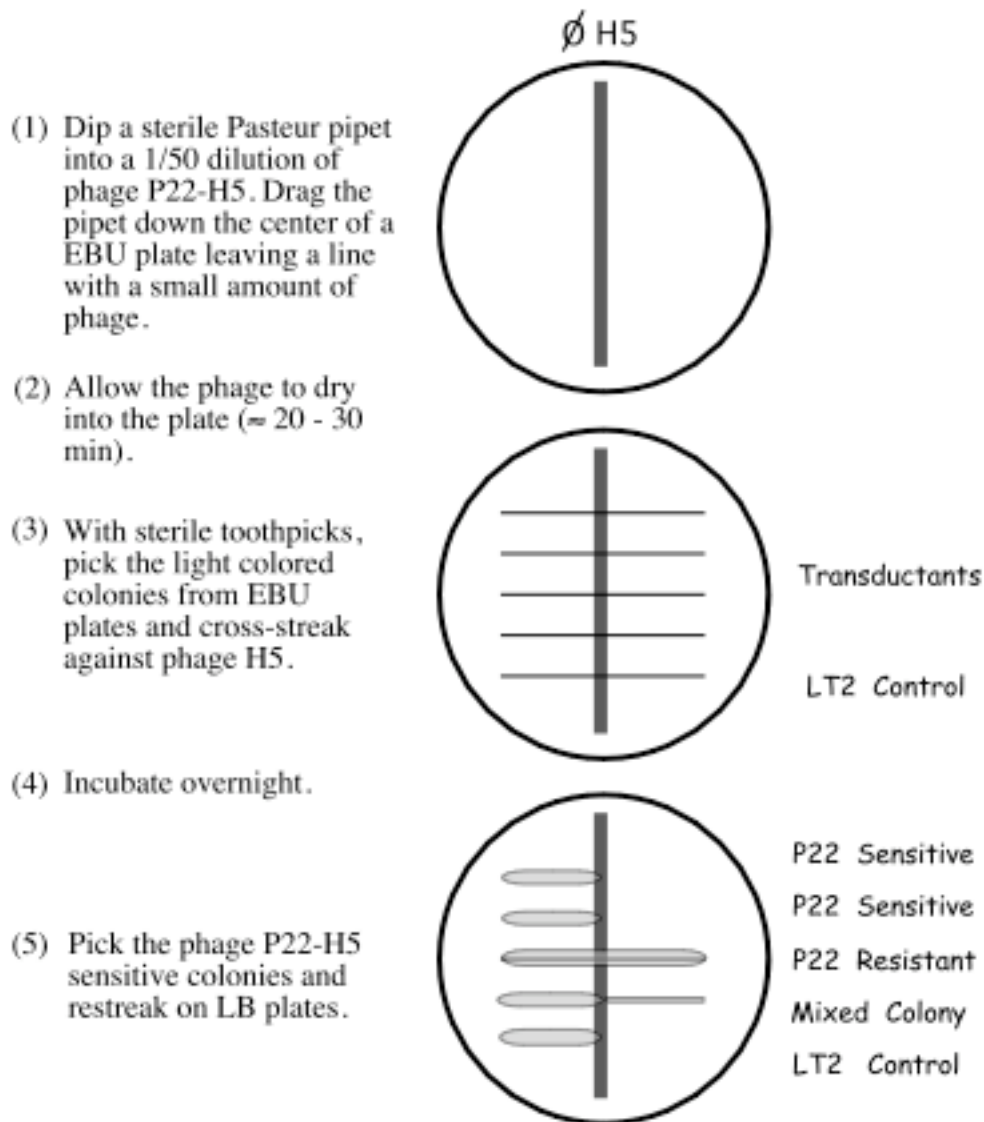 Ø H5
(1) Dip a sterile Pasteur pipet
into a 1/50 dilution of
phage P22-H5. Drag the
pipet down the center of a
EBU plate leaving a line
with a small amount of
phage.
(2) Allow the phage to dry
into the plate (≈ 20 - 30
min).
(3) With sterile toothpicks,
pick the light colored
colonies from EBU
plates and cross-streak
against phage H5.
Transductants
LT2 Control
(4) Incubate overnight.
(5) Pick the phage P22-H5
sensitive colonies and
restreak on LB plates.
P22 Sensitive
P22 Sensitive
P22 Resistant
Mixed Colony
LT2 Control